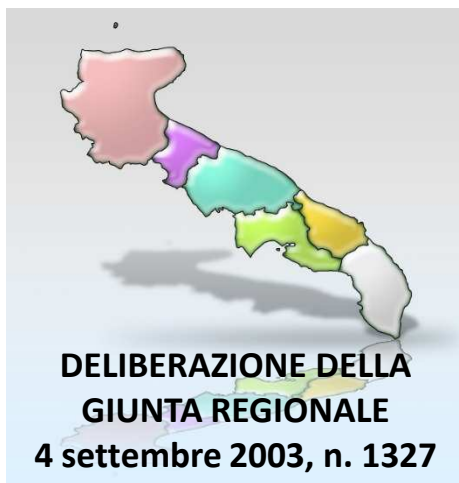 DELIBERAZIONE DELLA
GIUNTA REGIONALE
4 settembre 2003, n. 1327